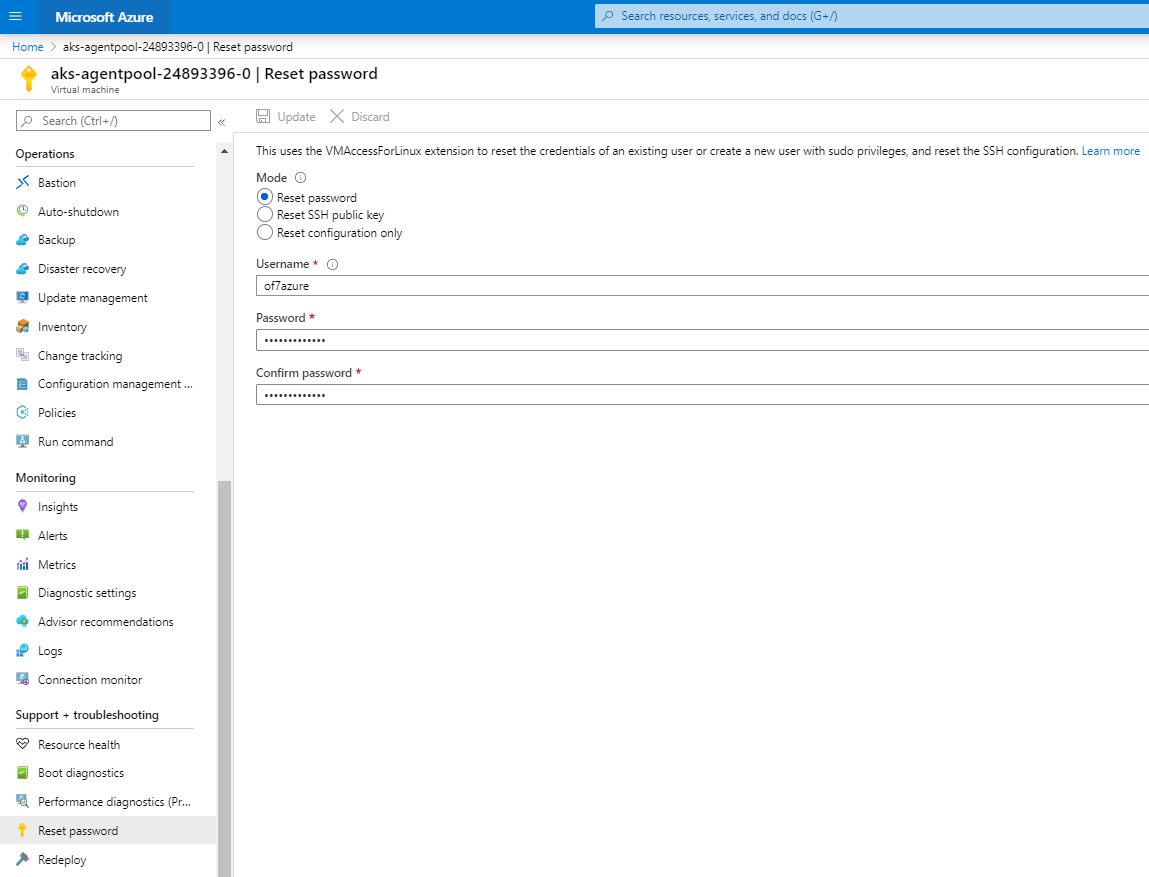 Microsoft Azure
Search resources, services, and docs (G+/)
Home > aks-agentpool-24893396-0 | Reset password
aks-agentpool-24893396-0 | Reset password
Virtual machine
Search (Ctrl+/)
«
Operations
Bastion
Auto-shutdown
Backup
Disaster recovery
Update management
Inventory
Change tracking
Configuration management ...
Policies
Run command
Monitoring
Insights
Alerts
Metrics
Diagnostic settings
Advisor recommendations
Logs
Connection monitor
Support + troubleshooting
Resource health
Boot diagnostics
Performance diagnostics (Pr...
Reset password
Redeploy
Update Discard
This uses the VMAccessForLinux extension to reset the credentials of an existing user or create a new user with sudo privileges, and reset the SSH configuration. Learn more
Mode
Reset password
Reset SSH public key
Reset configuration only
Username *
of7azure
Password *
•••••••••••••
Confirm password *
•••••••••••••